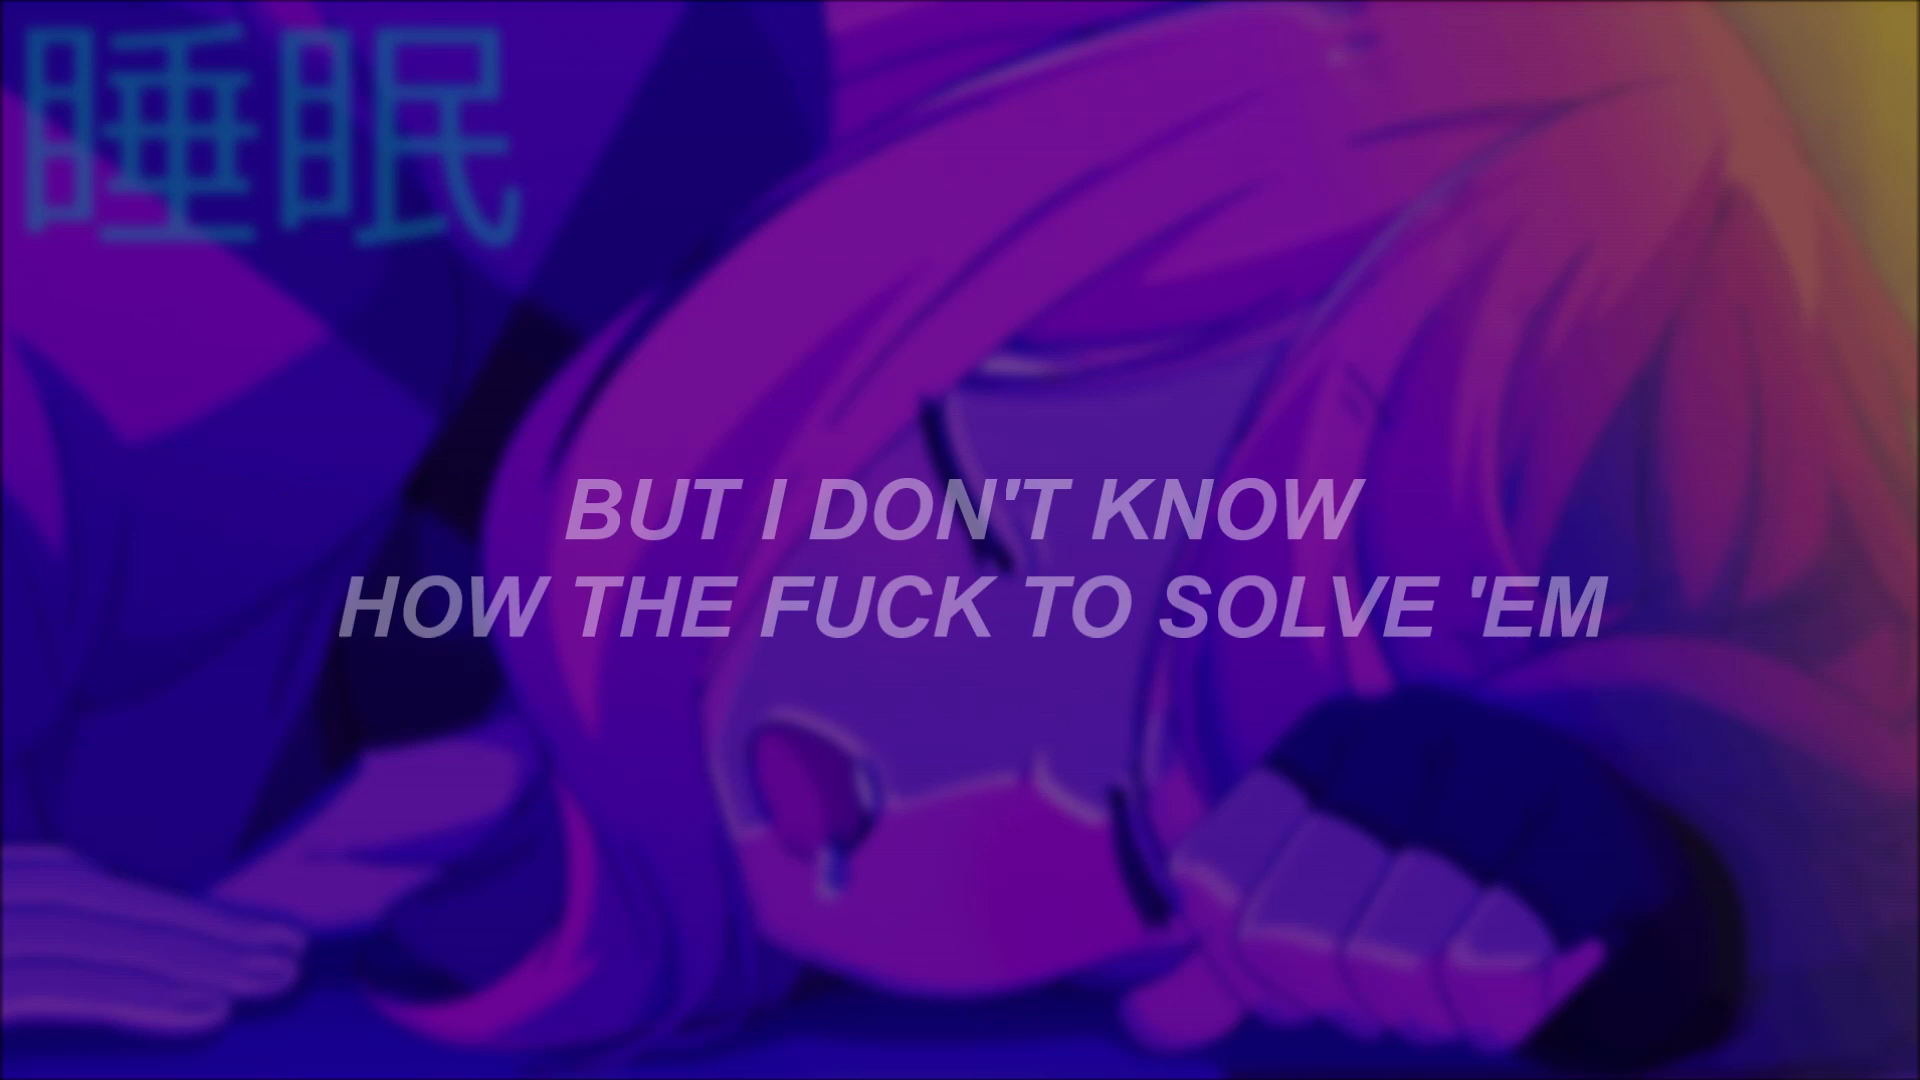 睡眠
BUT I DON'T KNOW
HOW THE FUCK TO SOLVE 'EM